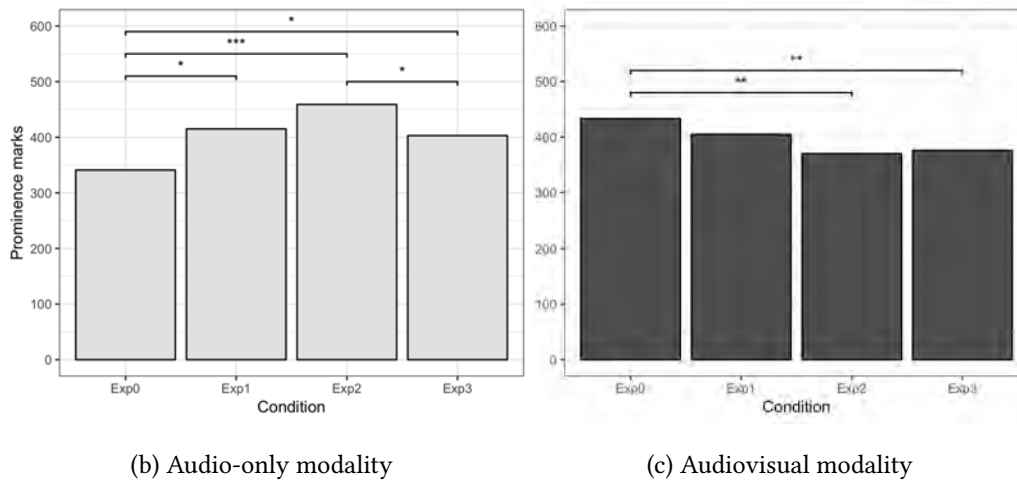 600
500
400
300
200
100
0
Prominence marks
*
***
*
*
Exp0 Exp1 Exp2 Exp3
Condition
(b) Audio-only modality
600
500
400
300
200
100
0
**
**
Exp0 Exp1 Exp2 Exp3
Condition
(c) Audiovisual modality